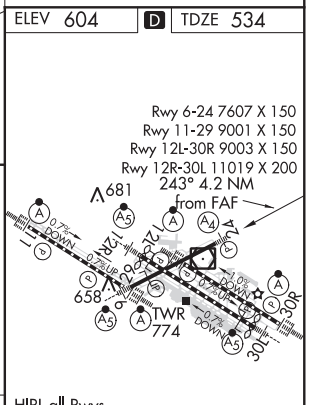 ELEV 604 D TDZE 534
Rwy 6-24 7607 X 150
Rwy 11-29 9001 X 150
Rwy 12L-30R 9003 X 150
Rwy 12R-30L 11019 X 200
243° 4.2 NM
from FAF
681
A
A5
A5
A4
24
P
11
P
0.7%
DOWN
12R
12L
0.7%UP
29
658
6
P
P
A5
A
TWR
774
1.0%
DOWN
0.7%
DOWN
A
P
30R
30L
A5
HIRL all Rwys